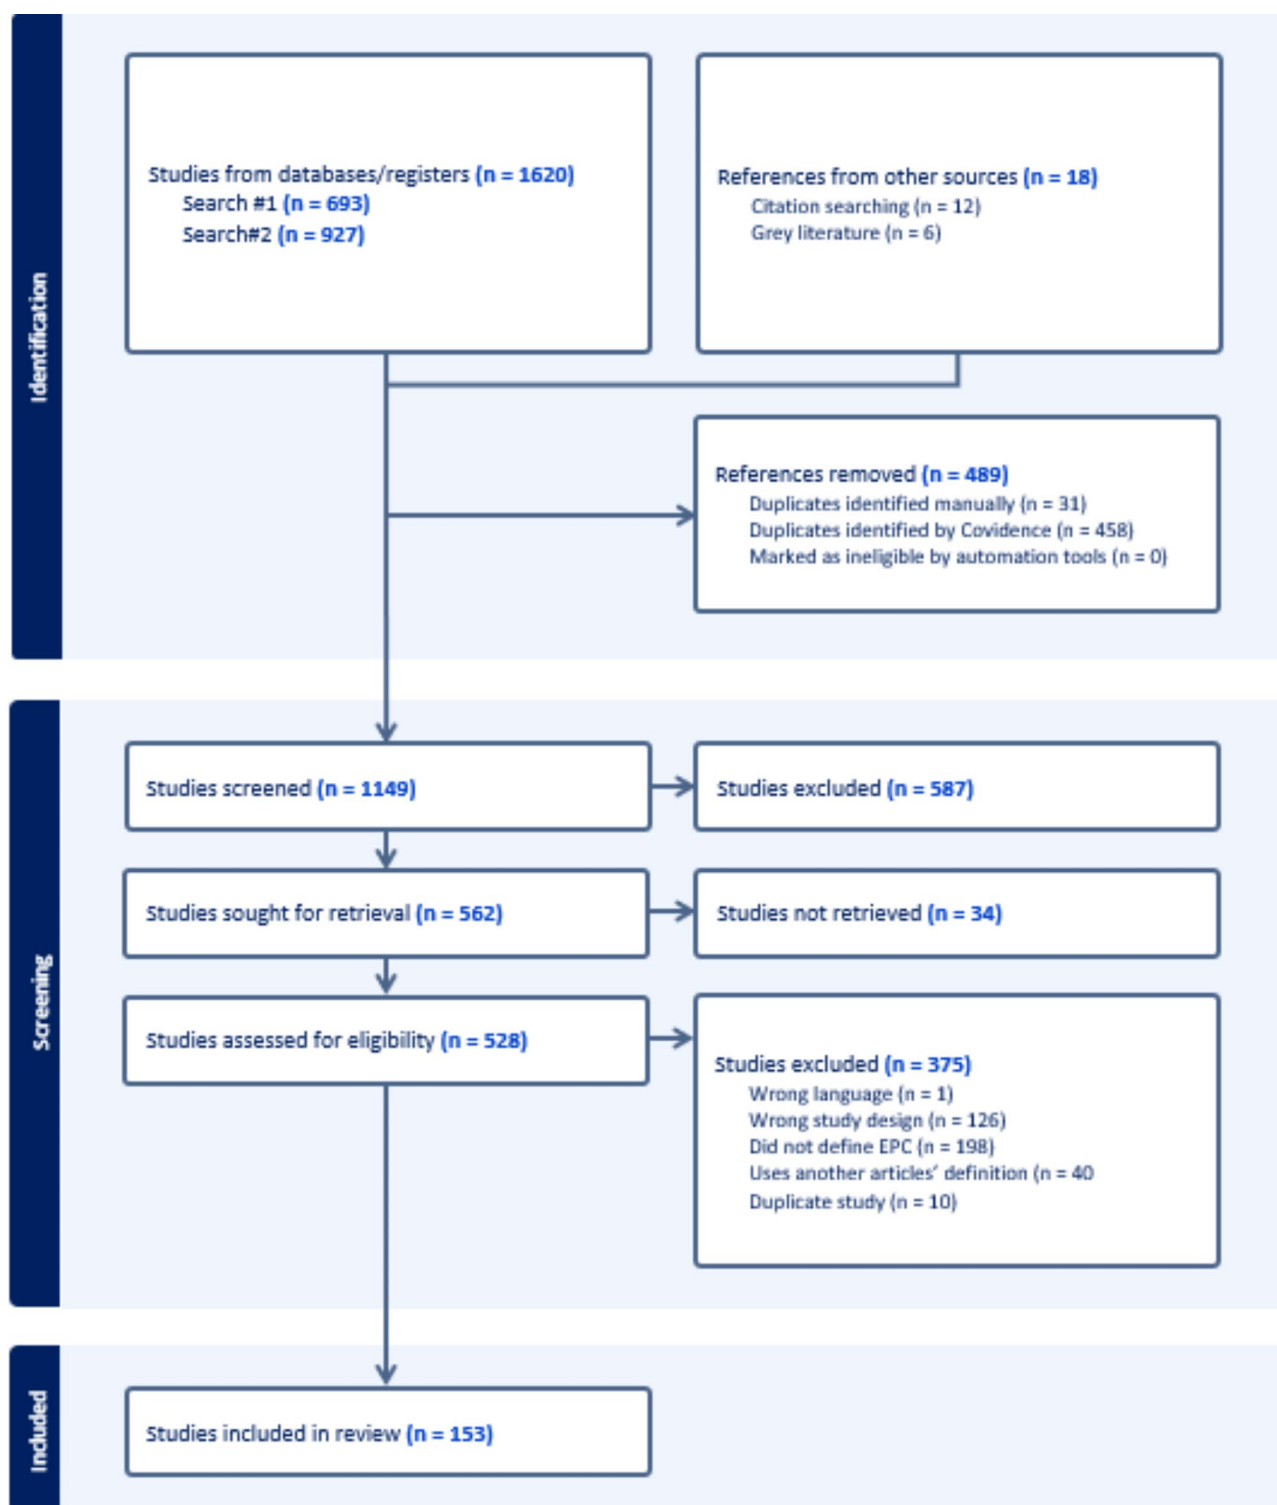 Identification
Studies from databases/registers (n = 1620)
Search #1 (n = 693)
Search#2 (n = 927)
References from other sources (n = 18)
Citation searching (n = 12)
Grey literature (n = 6)
References removed (n = 489)
Duplicates identified manually (n = 31)
Duplicates identified by Covidence (n = 458)
Marked as ineligible by automation tools (n = 0)
Screening
Studies screened (n = 1149)
Studies excluded (n = 587)
Studies sought for retrieval (n = 562)
Studies not retrieved (n = 34)
Studies assessed for eligibility (n = 528)
Studies excluded (n = 375)
Wrong language (n = 1)
Wrong study design (n = 126)
Did not define EPC (n = 198)
Uses another articles' definition (n = 40
Duplicate study (n = 10)
Included
Studies included in review (n = 153)